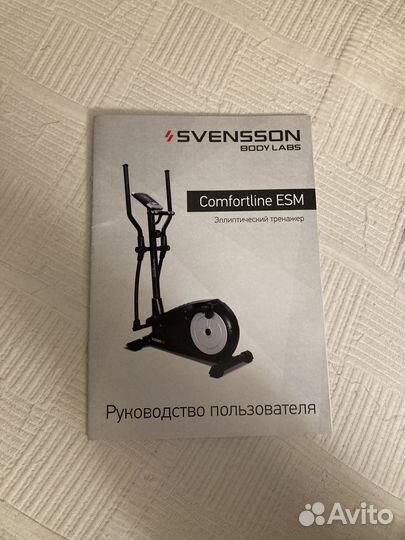 SVENSSON
BODY LABS
Comfortline ESM
Эллиптический тренажер
Руководство пользователя
Avito